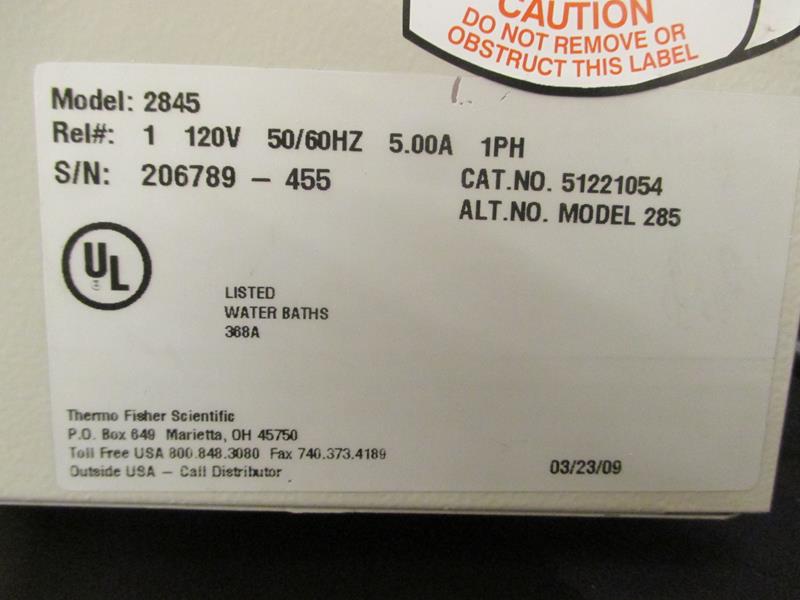 CAUTION
DO NOT REMOVE OR
OBSTRUCT THIS LABEL
Model: 2845
Rel#: 1 120V 50/60HZ 5.00A 1PH
S/N: 206789 – 455 CAT.NO. 51221054
ALT.NO. MODEL 285
UL
LISTED
WATER BATHS
368A
Thermo Fisher Scientific
P.O. Box 649 Marietta, OH 45750
Toll Free USA 800.848.3080 Fax 740.373.4189
Outside USA – Call Distributor 03/23/09